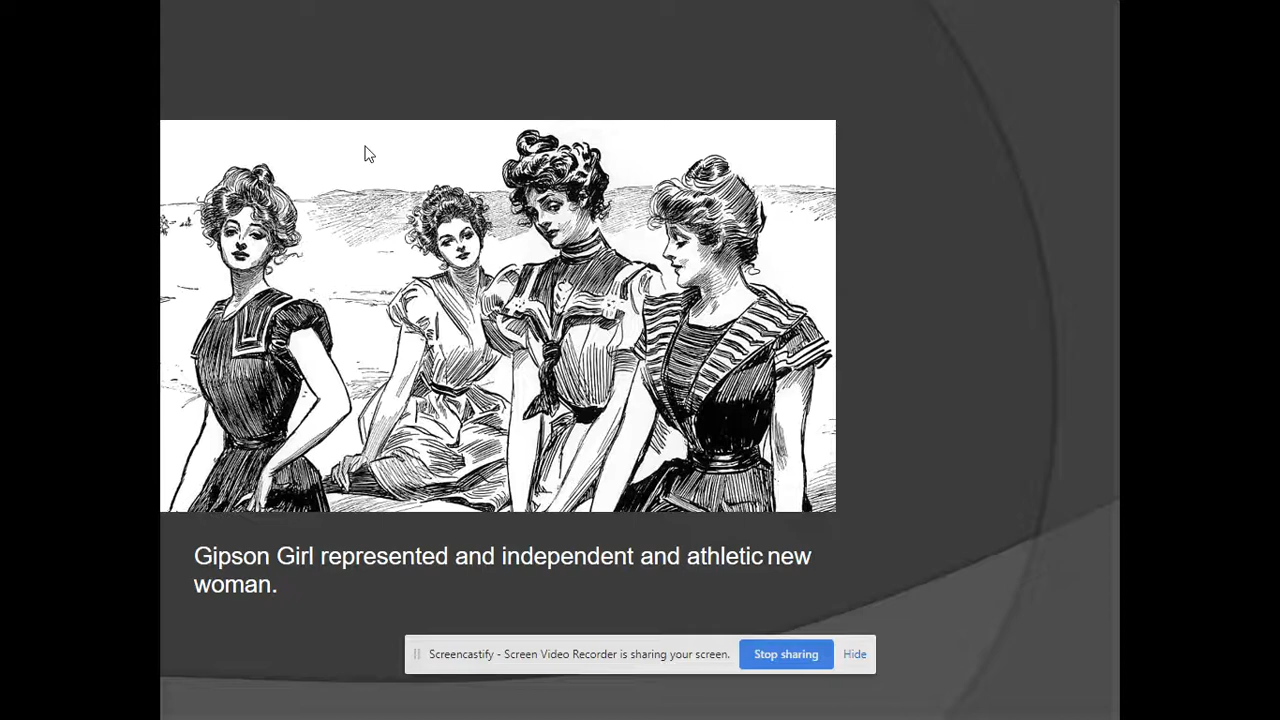 Gipson Girl represented and independent and athletic new
woman.
Screencastify - Screen Video Recorder is sharing your screen. Stop sharing Hide